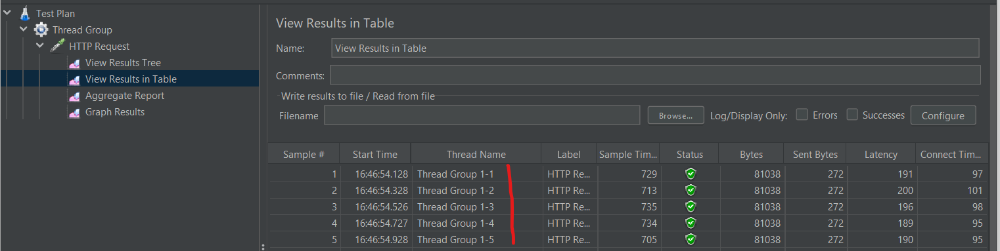 Test Plan
Thread Group
HTTP Request
View Results Tree
View Results in Table
Aggregate Report
Graph Results
View Results in Table
Name: View Results in Table
Comments:
Write results to file / Read from file
Filename Browse... Log/Display Only: Errors Successes Configure
Sample # Start Time Thread Name Label Sample Tim... Status Bytes Sent Bytes Latency Connect Tim...
1 16:46:54.128 Thread Group 1-1 HTTP Re... 729 81038 272 191 97
2 16:46:54.328 Thread Group 1-2 HTTP Re... 713 81038 272 200 101
3 16:46:54.526 Thread Group 1-3 HTTP Re... 735 81038 272 196 98
4 16:46:54.727 Thread Group 1-4 HTTP Re... 734 81038 272 189 95
5 16:46:54.928 Thread Group 1-5 HTTP Re... 705 81038 272 190 95